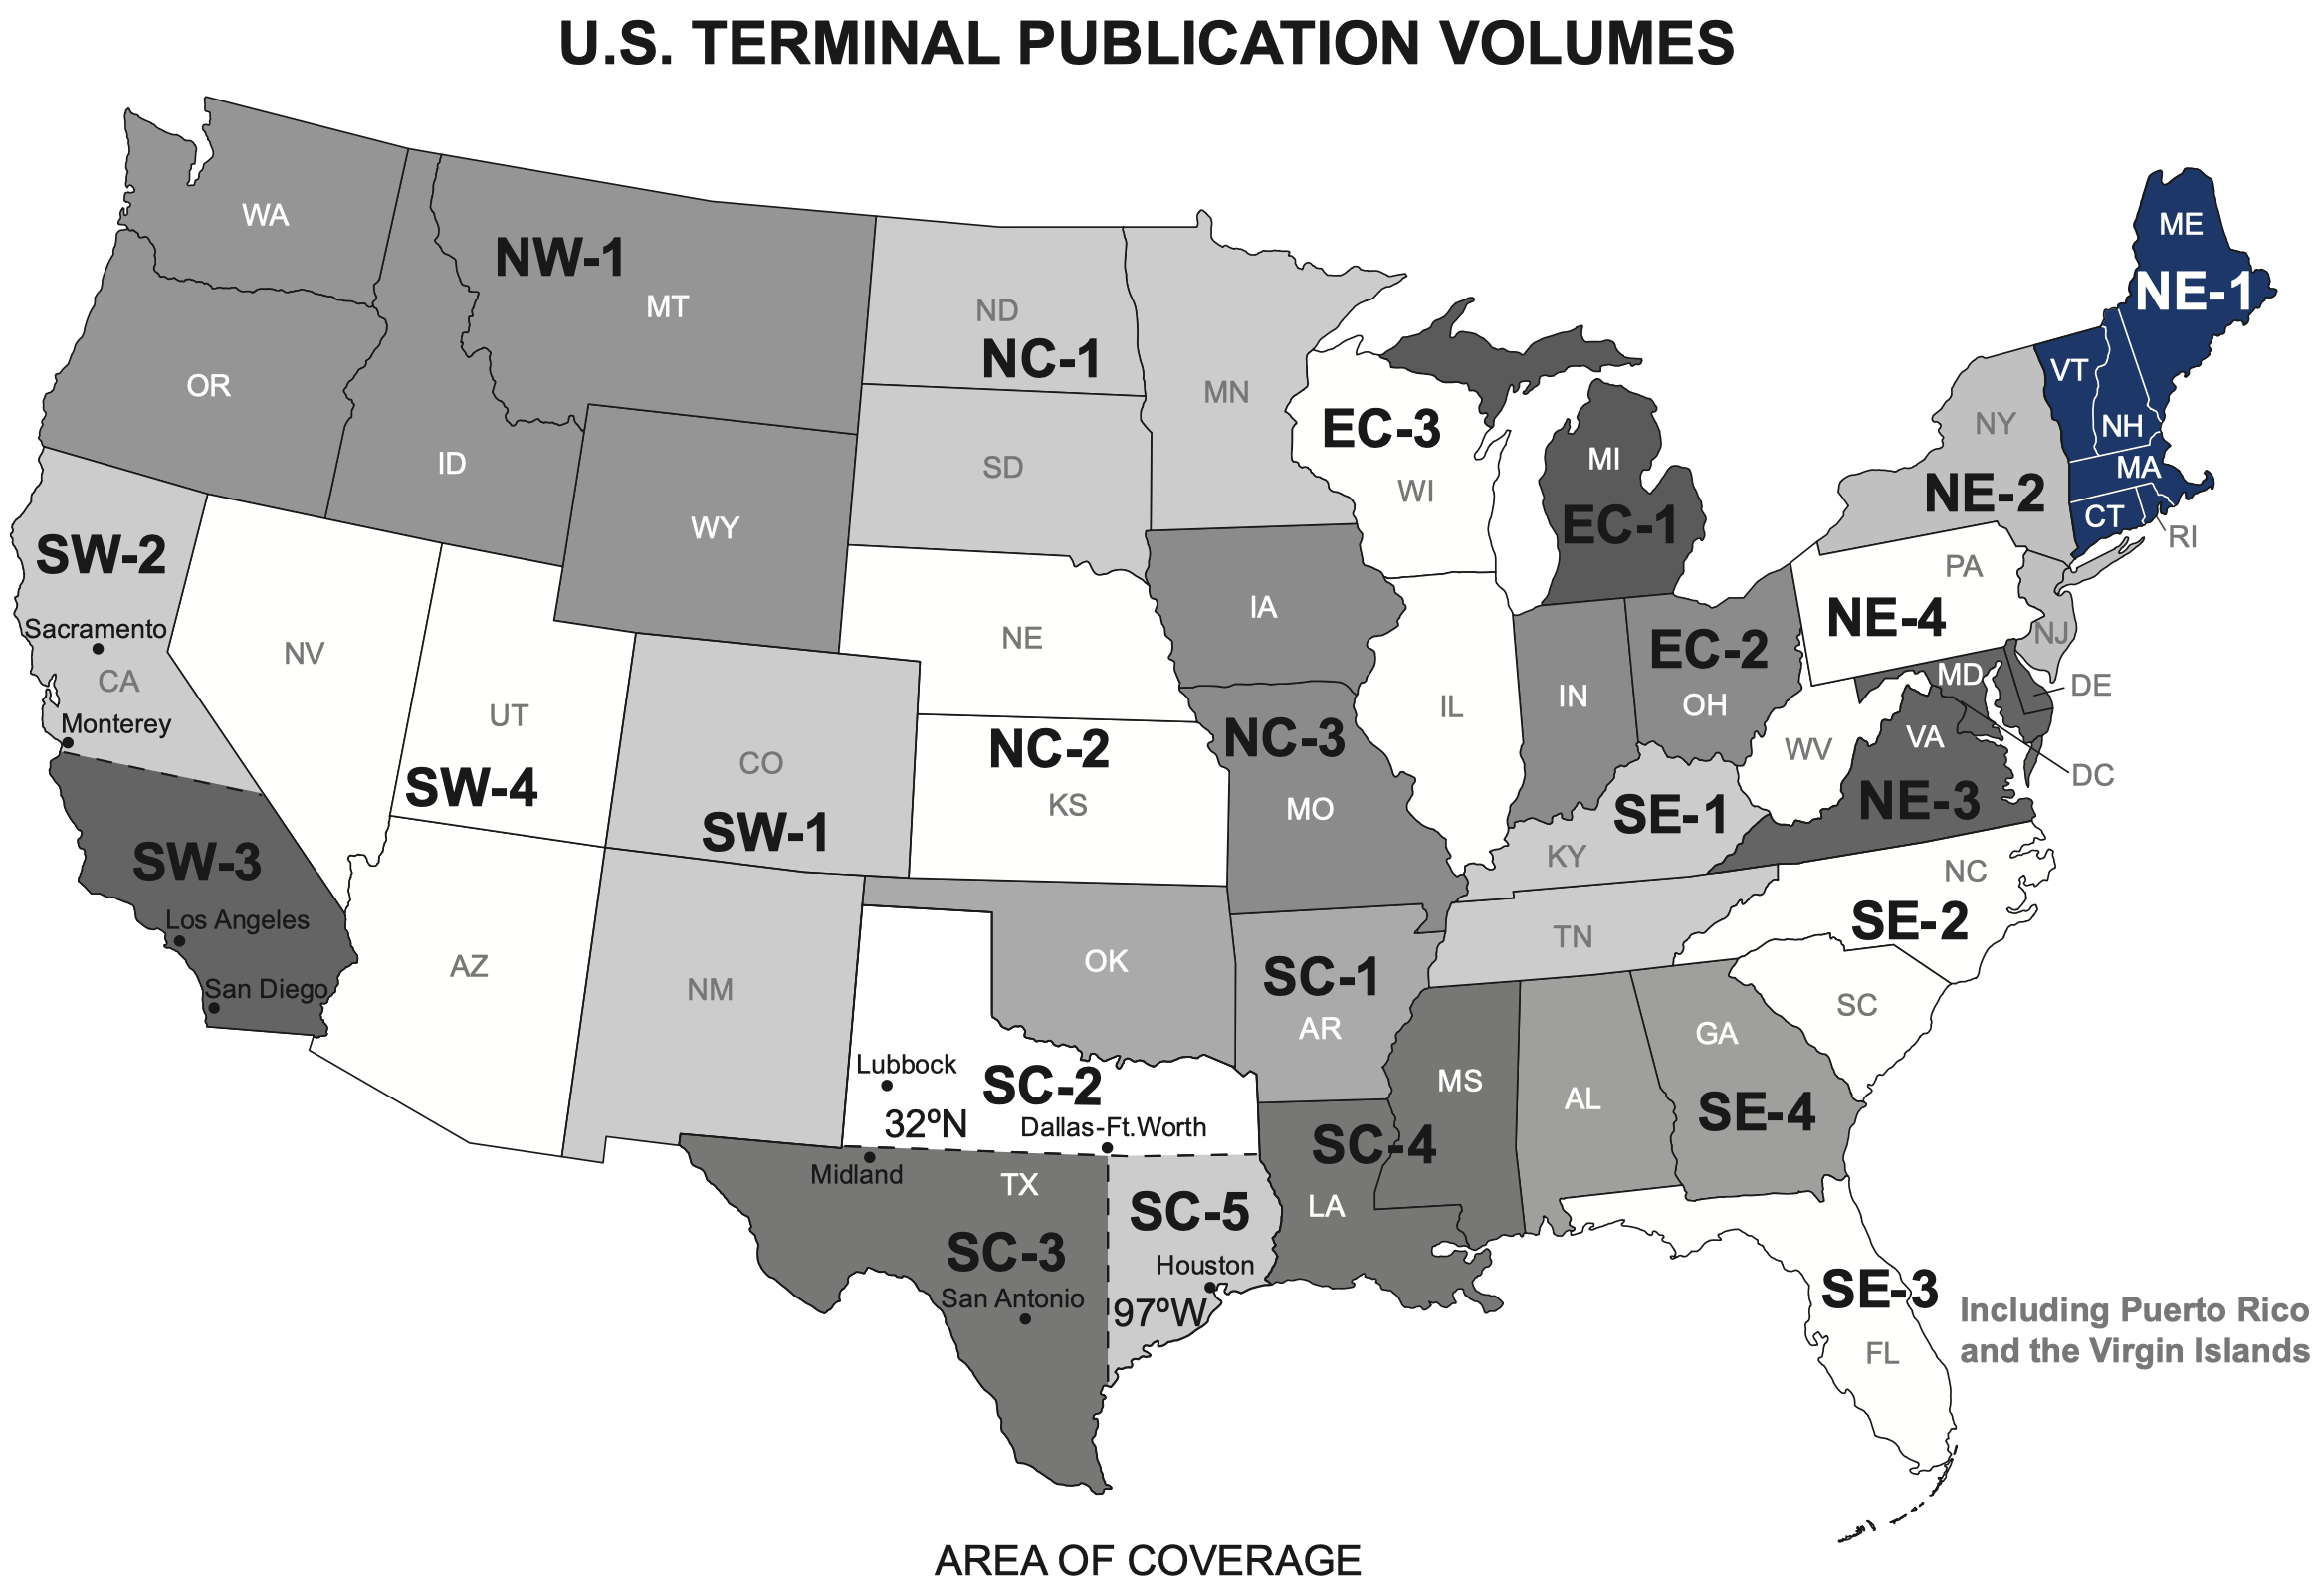 U.S. TERMINAL PUBLICATION VOLUMES
WA
NW-1
MT
OR
ID
WY
ND
NC-1
SD
MN
EC-3
WI
MI
EC-1
ME
NE-1
VT
NH
MA
CT
RI
NY
NE-2
PA
NE-4
NJ
MD
DE
DC
VA
NE-3
WV
SW-2
Sacramento
CA
Monterey
SW-3
Los Angeles
San Diego
NV
UT
SW-4
AZ
CO
SW-1
NM
NE
NC-2
KS
IA
NC-3
MO
IL
IN
EC-2
OH
SE-1
KY
TN
NC
SE-2
SC
OK
SC-1
AR
Lubbock
SC-2
32ºN
Dallas-Ft.Worth
Midland
TX
SC-3
San Antonio
SC-5
Houston
97ºW
SC-4
LA
MS
AL
GA
SE-4
SE-3
FL
Including Puerto Rico
and the Virgin Islands
AREA OF COVERAGE